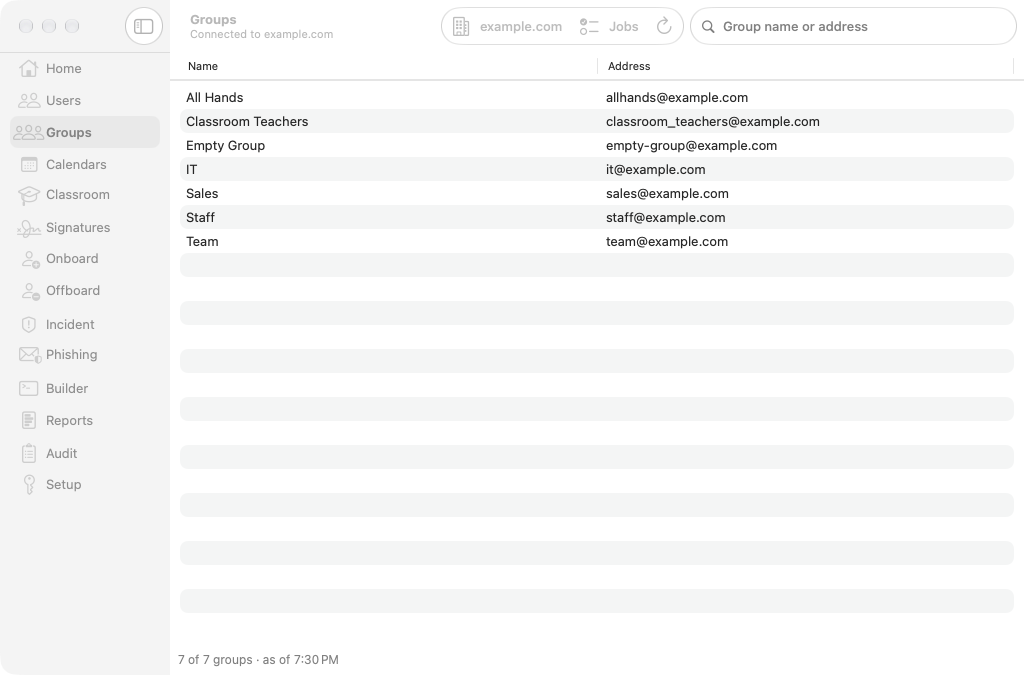 Groups
Connected to example.com
example.com
Jobs
Group name or address
Home
Users
Groups
Calendars
Classroom
Signatures
Onboard
Offboard
Incident
Phishing
Builder
Reports
Audit
Setup
Name Address
All Hands allhands@example.com
Classroom Teachers classroom_teachers@example.com
Empty Group empty-group@example.com
IT it@example.com
Sales sales@example.com
Staff staff@example.com
Team team@example.com
7 of 7 groups · as of 7:30 PM